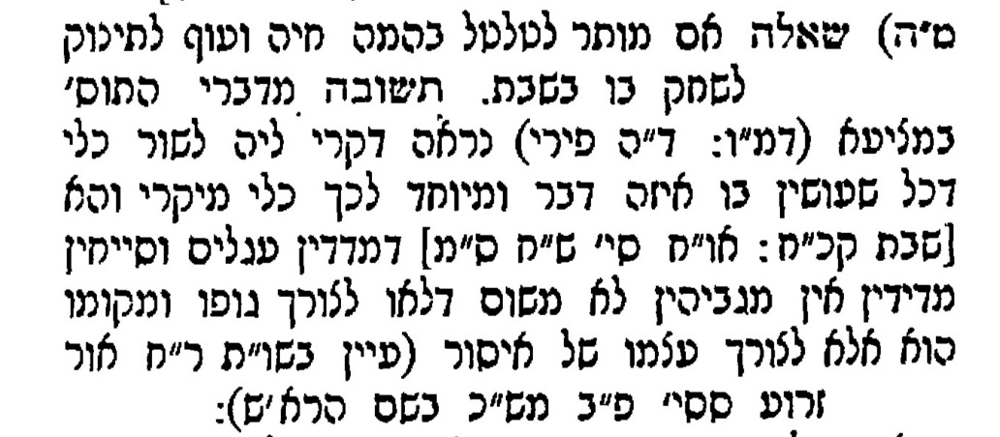 מ״ה) שאלה אם מותר לטלטל בהמה חיה ועוף לתינוק
לשחק בו בשבת. תשובה מדברי התוס׳
במציעא (דמ״ו: ד״ה פירי) נראה דקרי ליה לשור כלי
דכל שעושין בו איזה דבר ומיוחד לכך כלי מיקרי והא
[שבת קכ״ח: או״ח סי׳ ש״ח ס״מ] דמדדין עגלים וסייחין
מדידין אין מגביהין לא משום דלאו לצורך גופו ומקומו
הוא אלא לצורך עצמו של איסור (עיין בשו״ת ר״ח אור
זרוע ססי׳ פ״ב מש״כ בשם הרא״ש):